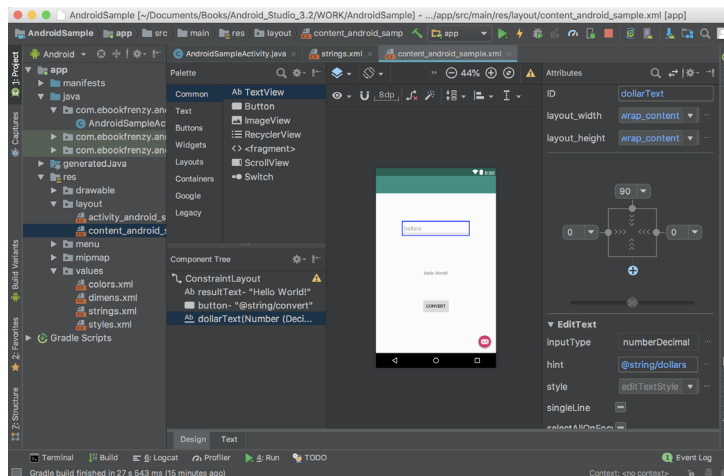 AndroidSample [~/Documents/Books/Android_Studio_3.2/WORK/AndroidSample] - .../app/src/main/res/layout/content_android_sample.xml [app]
AndroidSample app src main res layout content_android_samp app
Android
AndroidSampleActivity.java strings.xml content_android_sample.xml
1: Project
Captures
Build Variants
2: Favorites
Z: Structure
app
manifests
java
com.ebookfrenzy.an
AndroidSampleAc
com.ebookfrenzy.an
com.ebookfrenzy.an
generatedJava
res
drawable
layout
activity_android_s
content_android_s
menu
mipmap
values
colors.xml
dimens.xml
strings.xml
styles.xml
Gradle Scripts
Palette
Common
Text
Buttons
Widgets
Layouts
Containers
Google
Legacy
Ab TextView
Button
ImageView
RecyclerView
<> <fragment>
ScrollView
Switch
Component Tree
ConstraintLayout
Ab resultText- "Hello World!"
button- "@string/convert"
Ab dollarText(Number (Deci...
Design Text
44%
8dp
8:00
Dollars
Hello World!
CONVERT
Attributes
ID dollarText
layout_width wrap_content
layout_height wrap_content
90
0 0
50
EditText
inputType numberDecimal
hint @string/dollars
style editTextStyle
singleLine
selectAllOnFocu
Terminal Build 6: Logcat Profiler 4: Run TODO
1 Event Log
Gradle build finished in 27 s 543 ms (15 minutes ago)
Context: <no context>